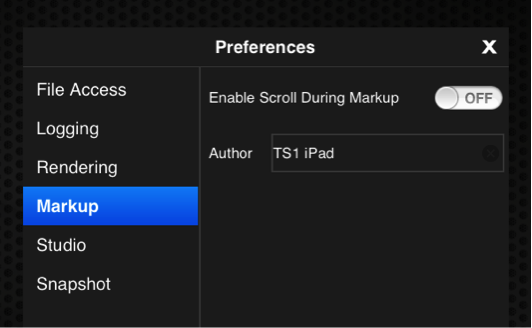 Preferences X
File Access
Logging
Rendering
Markup
Studio
Snapshot
Enable Scroll During Markup OFF
Author TS1 iPad